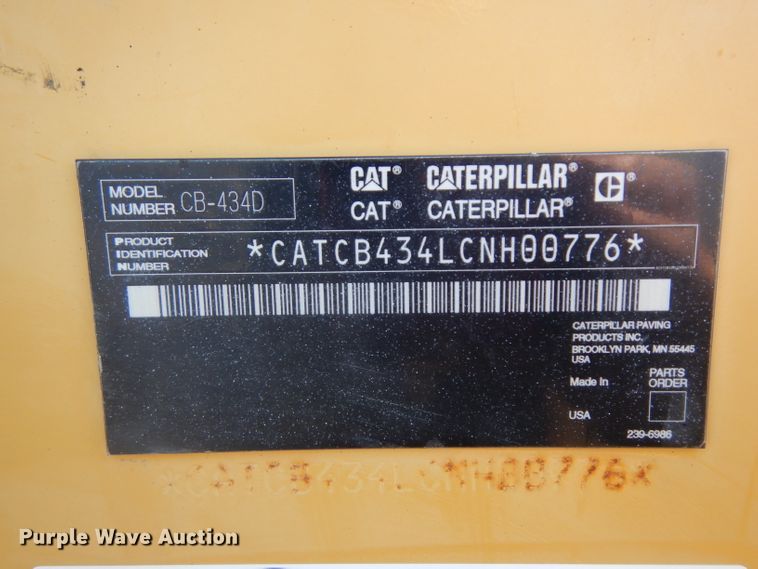 CAT® CATERPILLAR® C®
MODEL NUMBER CB-434D
CAT® CATERPILLAR®
PRODUCT IDENTIFICATION NUMBER *CATCB434LCNH00776*
CATERPILLAR PAVING
PRODUCTS INC.
BROOKLYN PARK, MN 55445
USA
Made In
PARTS
ORDER
USA
239-6986
*CATCB434LCNH00776*
Purple Wave Auction